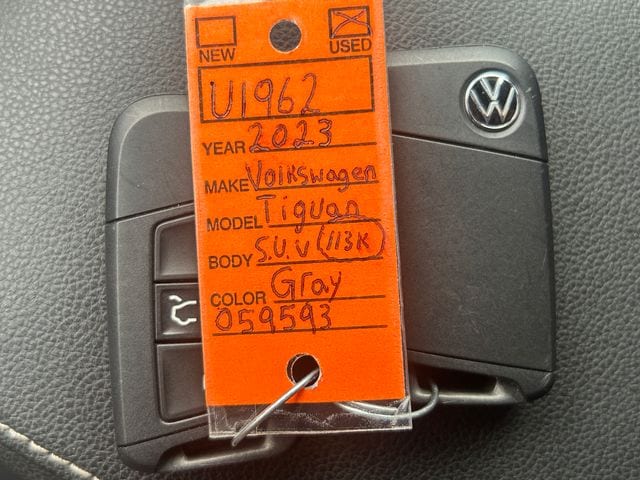 NEW USED
U1962
YEAR 2023
MAKE Volkswagen
MODEL Tiguan
BODY S.U.V (113K)
COLOR Gray
059593